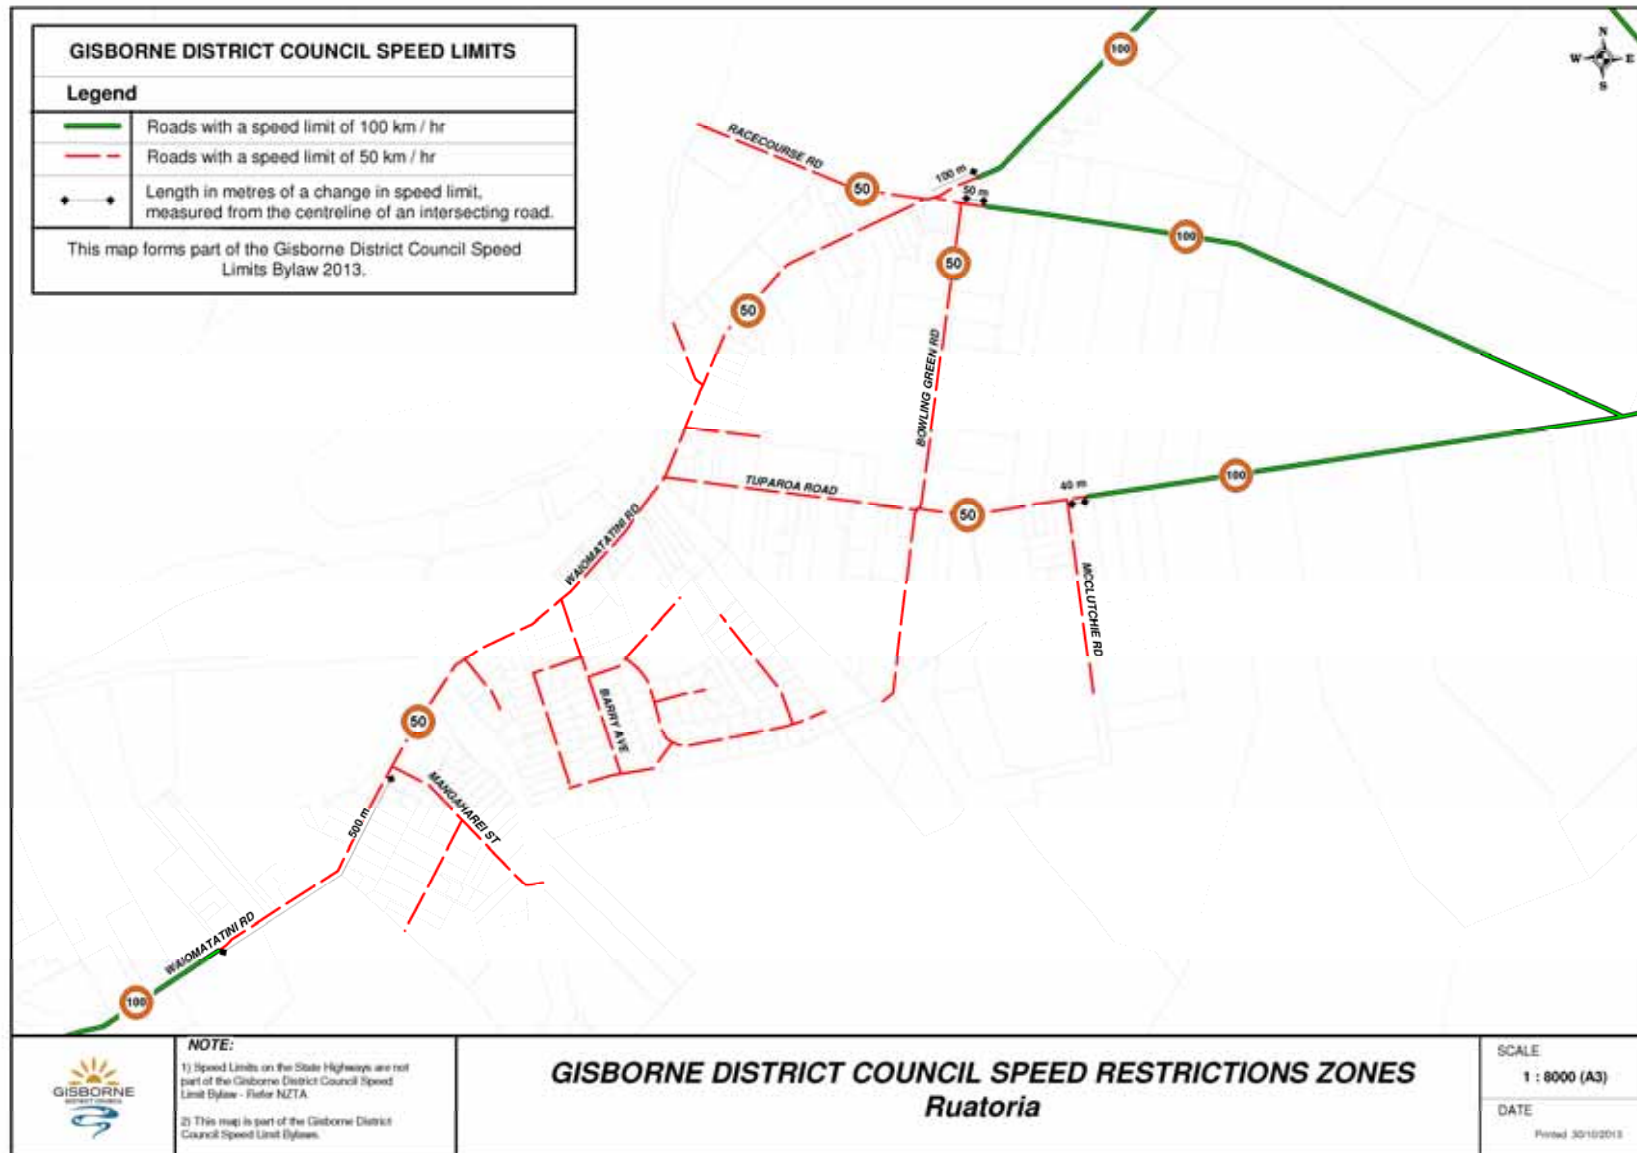 GISBORNE DISTRICT COUNCIL SPEED LIMITS
Legend
Roads with a speed limit of 100 km / hr
Roads with a speed limit of 50 km / hr
Length in metres of a change in speed limit,
measured from the centreline of an intersecting road.
This map forms part of the Gisborne District Council Speed
Limits Bylaw 2013.
N
W E
S
100
RACECOURSE RD
100 m
50
50 m
100
50
50
BOWLING GREEN RD
TUPAROA ROAD
40 m
100
50
WAIOMATATINI RD
MCCLUTCHIE RD
BARRY AVE
50
MANGAHAREI ST
500 m
WAIOMATATINI RD
100
GISBORNE
DISTRICT COUNCIL
NOTE:
1) Speed Limits on the State Highways are not
part of the Gisborne District Council Speed
Limit Bylaw - Refer NZTA.
2) This map is part of the Gisborne District
Council Speed Limit Bylaws.
GISBORNE DISTRICT COUNCIL SPEED RESTRICTIONS ZONES
Ruatoria
SCALE
1 : 8000 (A3)
DATE
Printed 30/10/2013